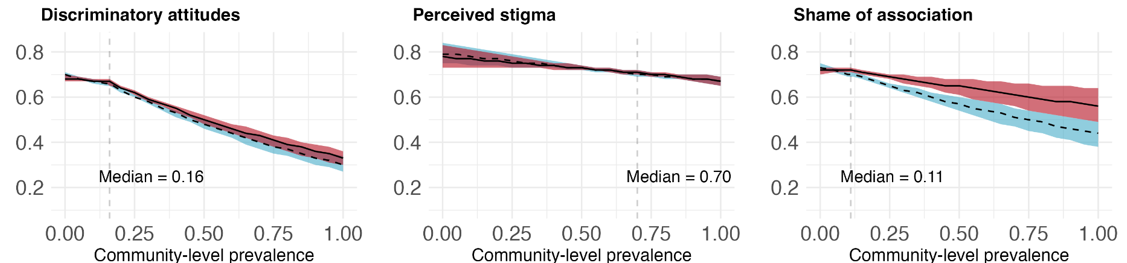 Discriminatory attitudes
0.8
0.6
0.4
0.2
Median = 0.16
0.00 0.25 0.50 0.75 1.00
Community-level prevalence
Perceived stigma
0.8
0.6
0.4
0.2
Median = 0.70
0.00 0.25 0.50 0.75 1.00
Community-level prevalence
Shame of association
0.8
0.6
0.4
0.2
Median = 0.11
0.00 0.25 0.50 0.75 1.00
Community-level prevalence